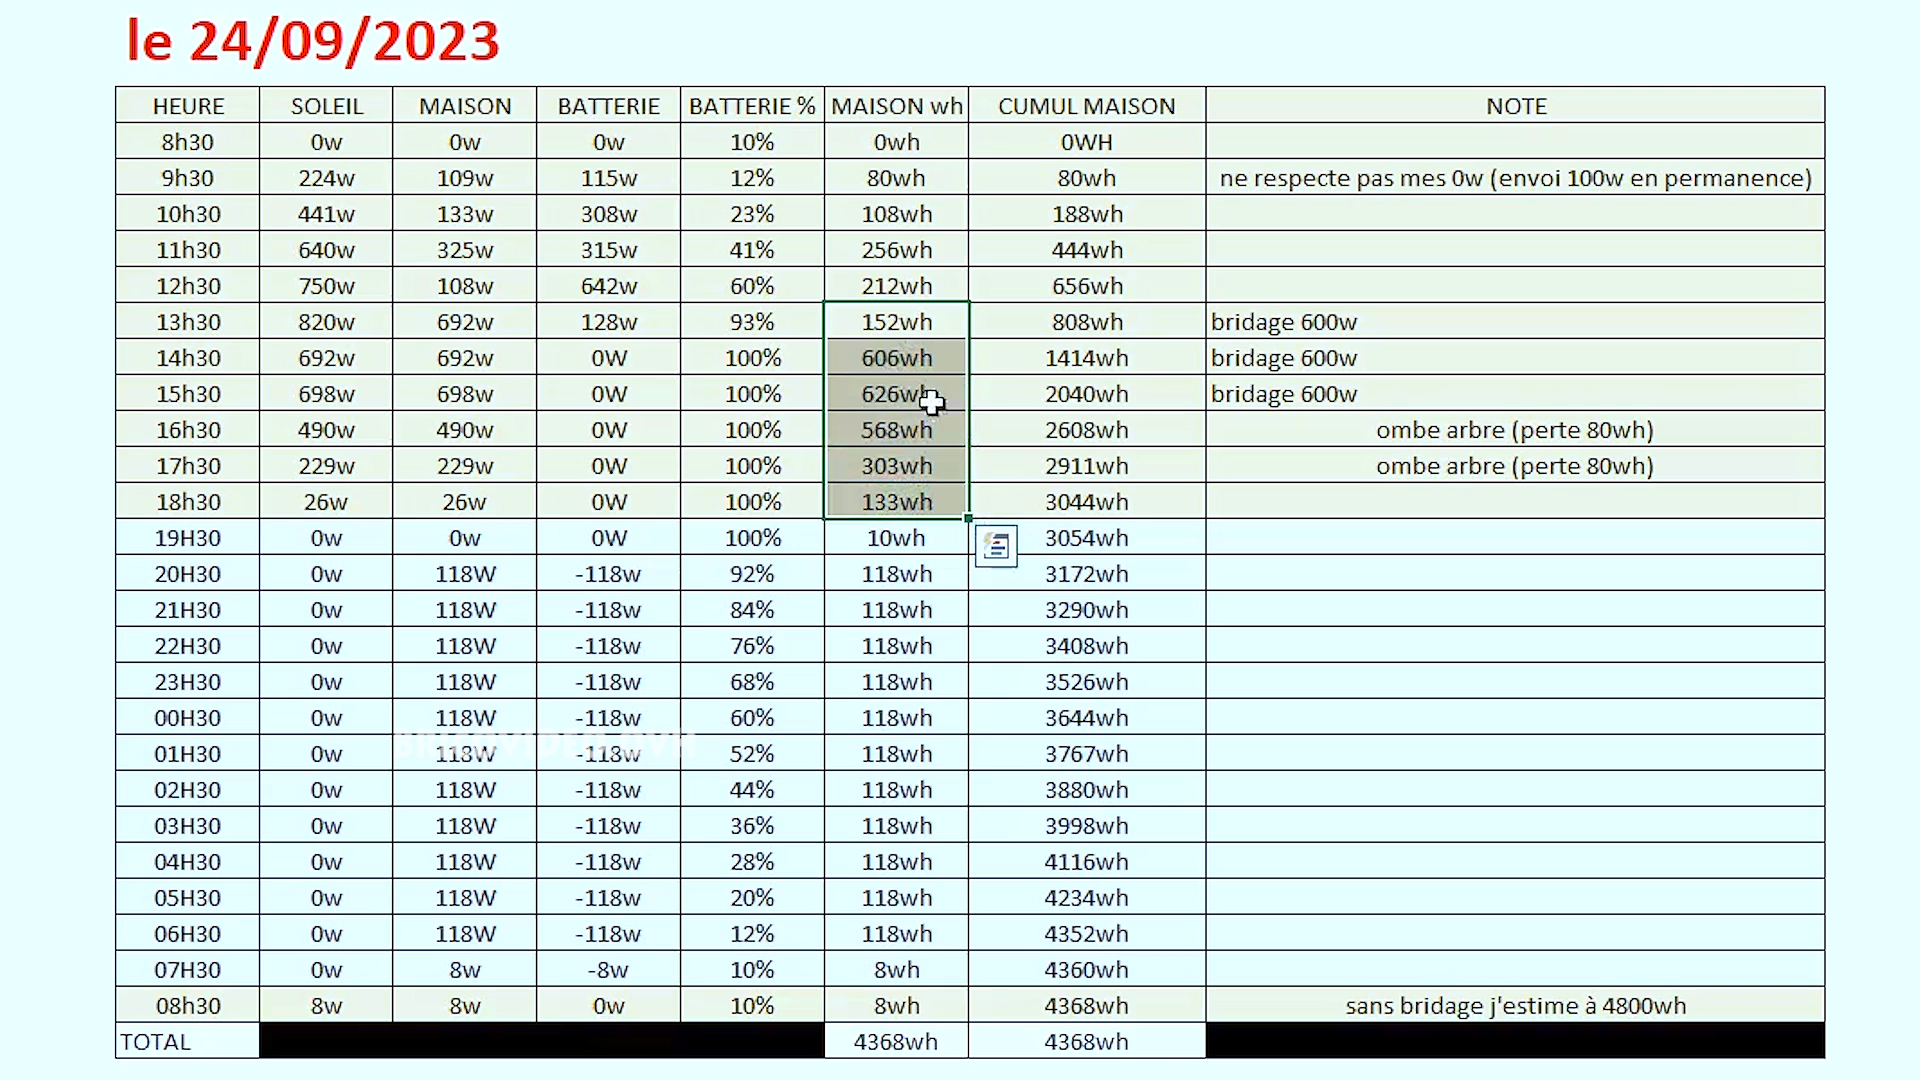 le 24/09/2023
HEURE SOLEIL MAISON BATTERIE BATTERIE % MAISON wh CUMUL MAISON NOTE
8h30 0w 0w 0w 10% 0wh 0WH
9h30 224w 109w 115w 12% 80wh 80wh ne respecte pas mes 0w (envoi 100w en permanence)
10h30 441w 133w 308w 23% 108wh 188wh
11h30 640w 325w 315w 41% 256wh 444wh
12h30 750w 108w 642w 60% 212wh 656wh
13h30 820w 692w 128w 93% 152wh 808wh bridage 600w
14h30 692w 692w 0W 100% 606wh 1414wh bridage 600w
15h30 698w 698w 0W 100% 626wh 2040wh bridage 600w
16h30 490w 490w 0W 100% 568wh 2608wh ombe arbre (perte 80wh)
17h30 229w 229w 0W 100% 303wh 2911wh ombe arbre (perte 80wh)
18h30 26w 26w 0W 100% 133wh 3044wh
19H30 0w 0w 0W 100% 10wh 3054wh
20H30 0w 118W -118w 92% 118wh 3172wh
21H30 0w 118W -118w 84% 118wh 3290wh
22H30 0w 118W -118w 76% 118wh 3408wh
23H30 0w 118W -118w 68% 118wh 3526wh
00H30 0w 118W -118w 60% 118wh 3644wh
01H30 0w 118W -118w 52% 118wh 3767wh
02H30 0w 118W -118w 44% 118wh 3880wh
03H30 0w 118W -118w 36% 118wh 3998wh
04H30 0w 118W -118w 28% 118wh 4116wh
05H30 0w 118W -118w 20% 118wh 4234wh
06H30 0w 118W -118w 12% 118wh 4352wh
07H30 0w 8w -8w 10% 8wh 4360wh
08h30 8w 8w 0w 10% 8wh 4368wh sans bridage j'estime à 4800wh
TOTAL 4368wh 4368wh